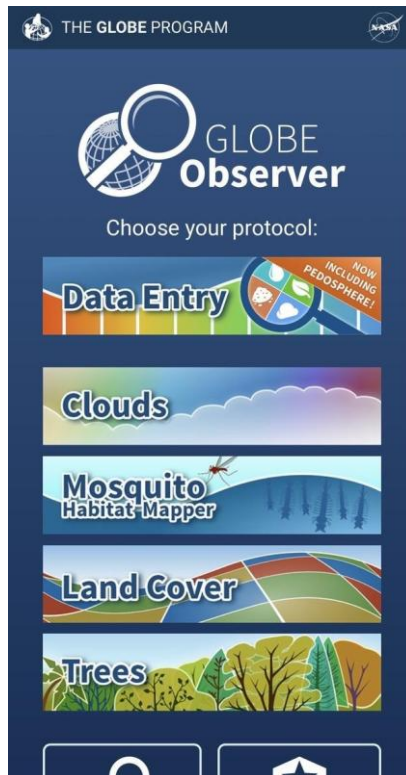 THE GLOBE PROGRAM
NASA
GLOBE
Observer
Choose your protocol:
Data Entry
NOW
INCLUDING
PEDOSPHERE!
Clouds
Mosquito
Habitat Mapper
Land Cover
Trees